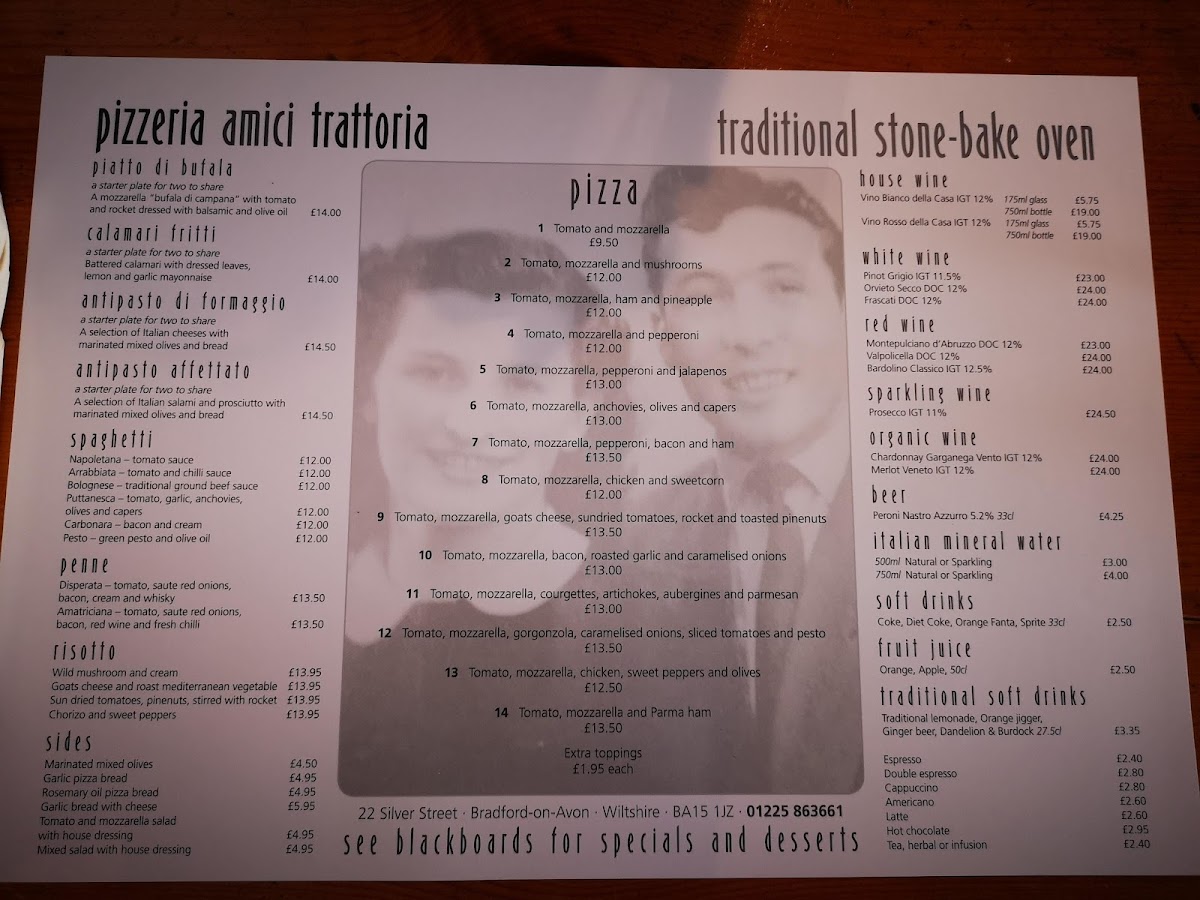 pizzeria amici trattoria
traditional stone-bake oven
piatto di bufala
a starter plate for two to share
A mozzarella "bufala di campana" with tomato
and rocket dressed with balsamic and olive oil £14.00
calamari fritti
a starter plate for two to share
Battered calamari with dressed leaves,
lemon and garlic mayonnaise £14.00
antipasto di formaggio
a starter plate for two to share
A selection of Italian cheeses with
marinated mixed olives and bread £14.50
antipasto affettato
a starter plate for two to share
A selection of Italian salami and prosciutto with
marinated mixed olives and bread £14.50
spaghetti
Napoletana – tomato sauce £12.00
Arrabbiata – tomato and chilli sauce £12.00
Bolognese – traditional ground beef sauce £12.00
Puttanesca – tomato, garlic, anchovies,
olives and capers £12.00
Carbonara – bacon and cream £12.00
Pesto – green pesto and olive oil £12.00
penne
Disperata – tomato, saute red onions,
bacon, cream and whisky £13.50
Amatriciana – tomato, saute red onions,
bacon, red wine and fresh chilli £13.50
risotto
Wild mushroom and cream £13.95
Goats cheese and roast mediterranean vegetable £13.95
Sun dried tomatoes, pinenuts, stirred with rocket £13.95
Chorizo and sweet peppers £13.95
sides
Marinated mixed olives £4.50
Garlic pizza bread £4.95
Rosemary oil pizza bread £4.95
Garlic bread with cheese £5.95
Tomato and mozzarella salad
with house dressing £4.95
Mixed salad with house dressing £4.95
pizza
1 Tomato and mozzarella
£9.50
2 Tomato, mozzarella and mushrooms
£12.00
3 Tomato, mozzarella, ham and pineapple
£12.00
4 Tomato, mozzarella and pepperoni
£12.00
5 Tomato, mozzarella, pepperoni and jalapenos
£13.00
6 Tomato, mozzarella, anchovies, olives and capers
£13.00
7 Tomato, mozzarella, pepperoni, bacon and ham
£13.50
8 Tomato, mozzarella, chicken and sweetcorn
£12.00
9 Tomato, mozzarella, goats cheese, sundried tomatoes, rocket and toasted pinenuts
£13.50
10 Tomato, mozzarella, bacon, roasted garlic and caramelised onions
£13.00
11 Tomato, mozzarella, courgettes, artichokes, aubergines and parmesan
£13.00
12 Tomato, mozzarella, gorgonzola, caramelised onions, sliced tomatoes and pesto
£13.50
13 Tomato, mozzarella, chicken, sweet peppers and olives
£12.50
14 Tomato, mozzarella and Parma ham
£13.50
Extra toppings
£1.95 each
22 Silver Street · Bradford-on-Avon · Wiltshire · BA15 1JZ · 01225 863661
see blackboards for specials and desserts
house wine
Vino Bianco della Casa IGT 12% 175ml glass £5.75
750ml bottle £19.00
Vino Rosso della Casa IGT 12% 175ml glass £5.75
750ml bottle £19.00
white wine
Pinot Grigio IGT 11.5% £23.00
Orvieto Secco DOC 12% £24.00
Frascati DOC 12% £24.00
red wine
Montepulciano d'Abruzzo DOC 12% £23.00
Valpolicella DOC 12% £24.00
Bardolino Classico IGT 12.5% £24.00
sparkling wine
Prosecco IGT 11% £24.50
organic wine
Chardonnay Garganega Vento IGT 12% £24.00
Merlot Veneto IGT 12% £24.00
beer
Peroni Nastro Azzurro 5.2% 33cl £4.25
italian mineral water
500ml Natural or Sparkling £3.00
750ml Natural or Sparkling £4.00
soft drinks
Coke, Diet Coke, Orange Fanta, Sprite 33cl £2.50
fruit juice
Orange, Apple, 50cl £2.50
traditional soft drinks
Traditional lemonade, Orange jigger,
Ginger beer, Dandelion & Burdock 27.5cl £3.35
Espresso £2.40
Double espresso £2.80
Cappuccino £2.80
Americano £2.60
Latte £2.60
Hot chocolate £2.95
Tea, herbal or infusion £2.40